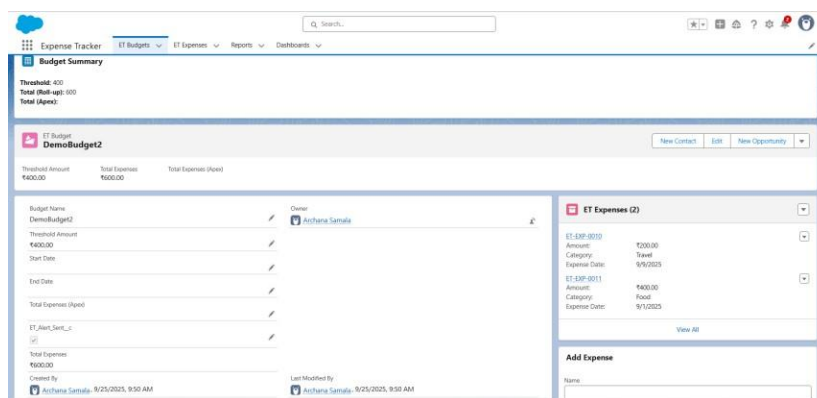 Search...
Expense Tracker
ET Budgets
ET Expenses
Reports
Dashboards
Budget Summary
Threshold: 400
Total (Roll-up): 600
Total (Apex):
ET Budget
DemoBudget2
New Contact
Edit
New Opportunity
Threshold Amount
Total Expenses
Total Expenses (Apex)
₹400.00
₹600.00
Budget Name
DemoBudget2
Owner
Archana Samala
Threshold Amount
₹400.00
Start Date
End Date
Total Expenses (Apex)
ET_Alert_Sent__c
Total Expenses
₹600.00
Created By
Archana Samala, 9/25/2025, 9:50 AM
Last Modified By
Archana Samala, 9/25/2025, 9:50 AM
ET Expenses (2)
ET-EXP-0010
Amount: ₹200.00
Category: Travel
Expense Date: 9/9/2025
ET-EXP-0011
Amount: ₹400.00
Category: Food
Expense Date: 9/1/2025
View All
Add Expense
Name